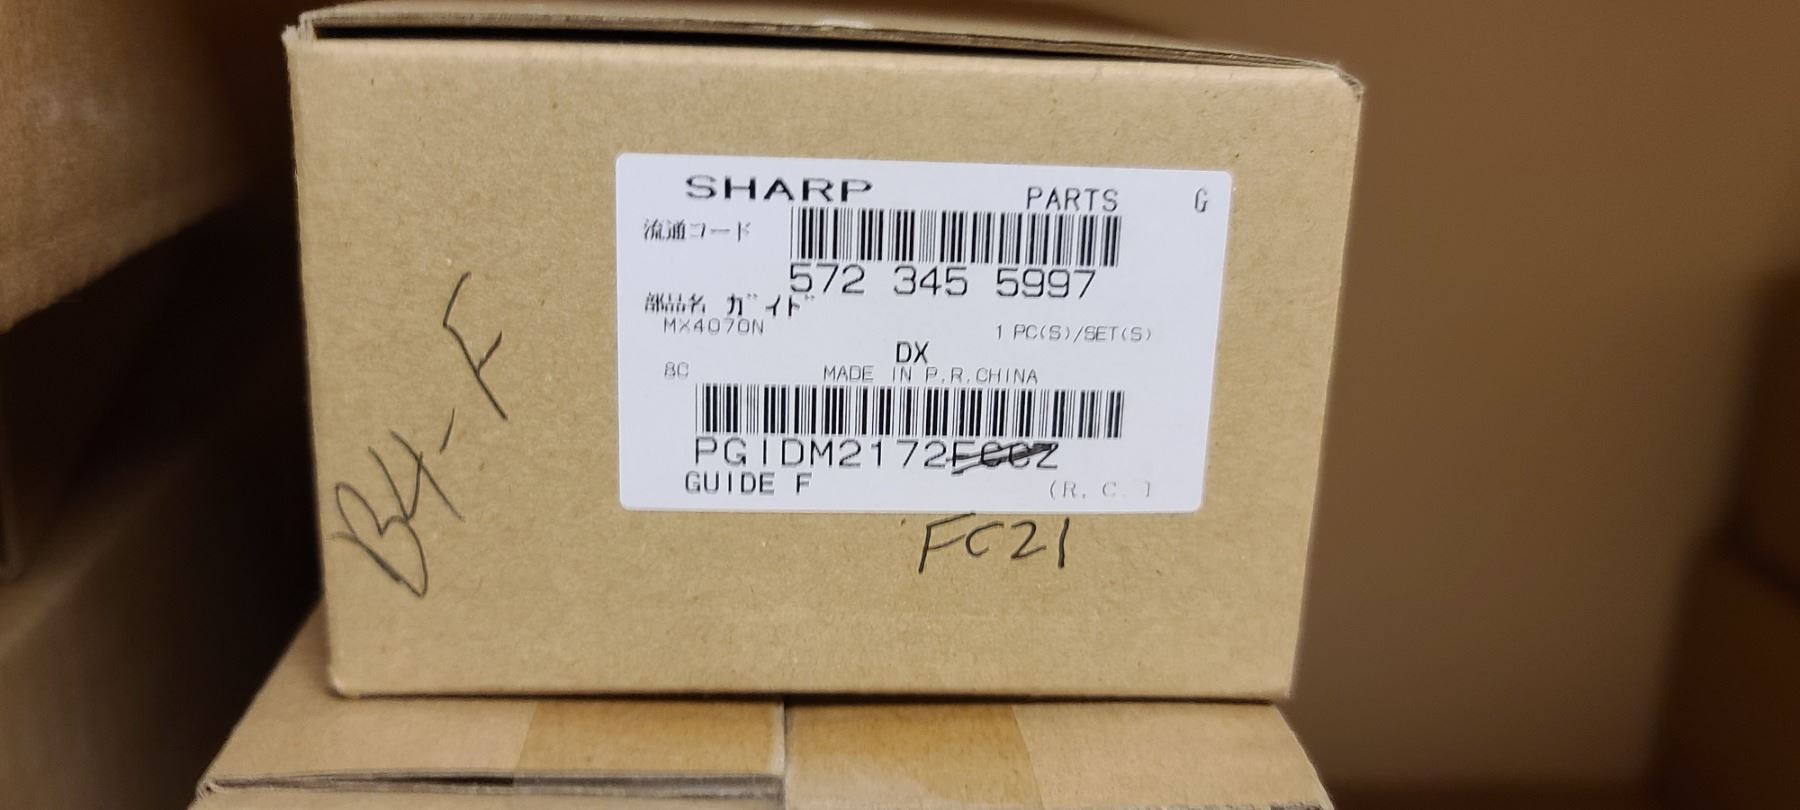 SHARP PARTS G
流通コード
572 345 5997
部品名 ガイド
MX4070N 1 PC(S)/SET(S)
DX
8C MADE IN P.R.CHINA
PGIDM2172FCCZ
GUIDE F (R. C. )
FC21
B4-F